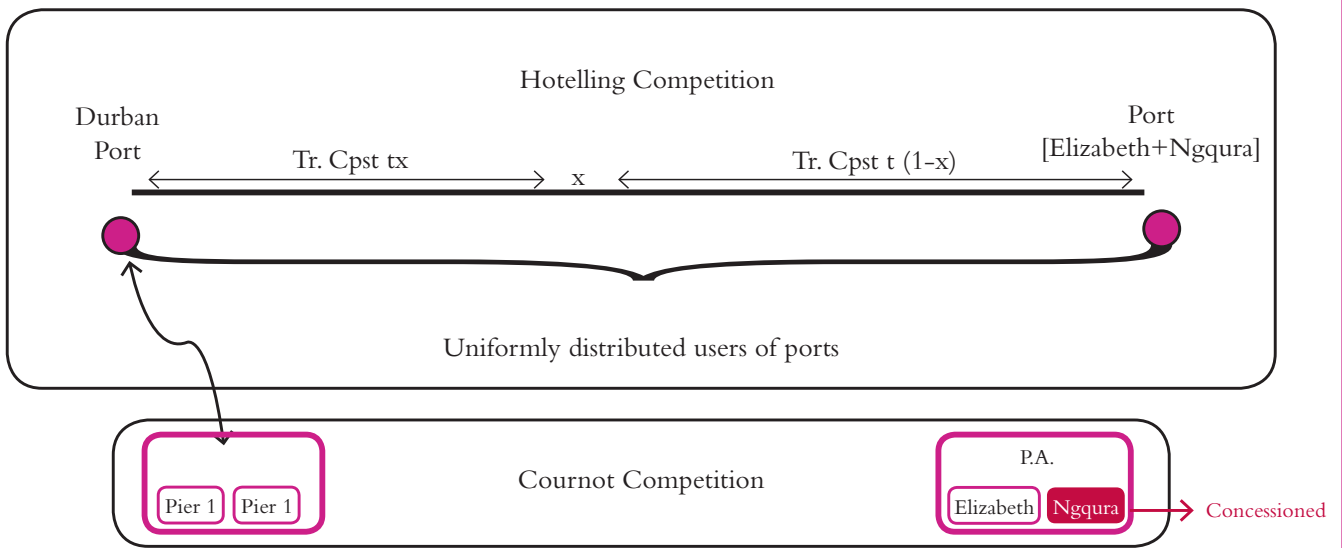 Hotelling Competition
Durban
Port
Port
[Elizabeth+Ngqura]
Tr. Cpst tx
x
Tr. Cpst t (1-x)
Uniformly distributed users of ports
Cournot Competition
P.A.
Pier 1
Pier 1
Elizabeth
Ngqura
Concessioned